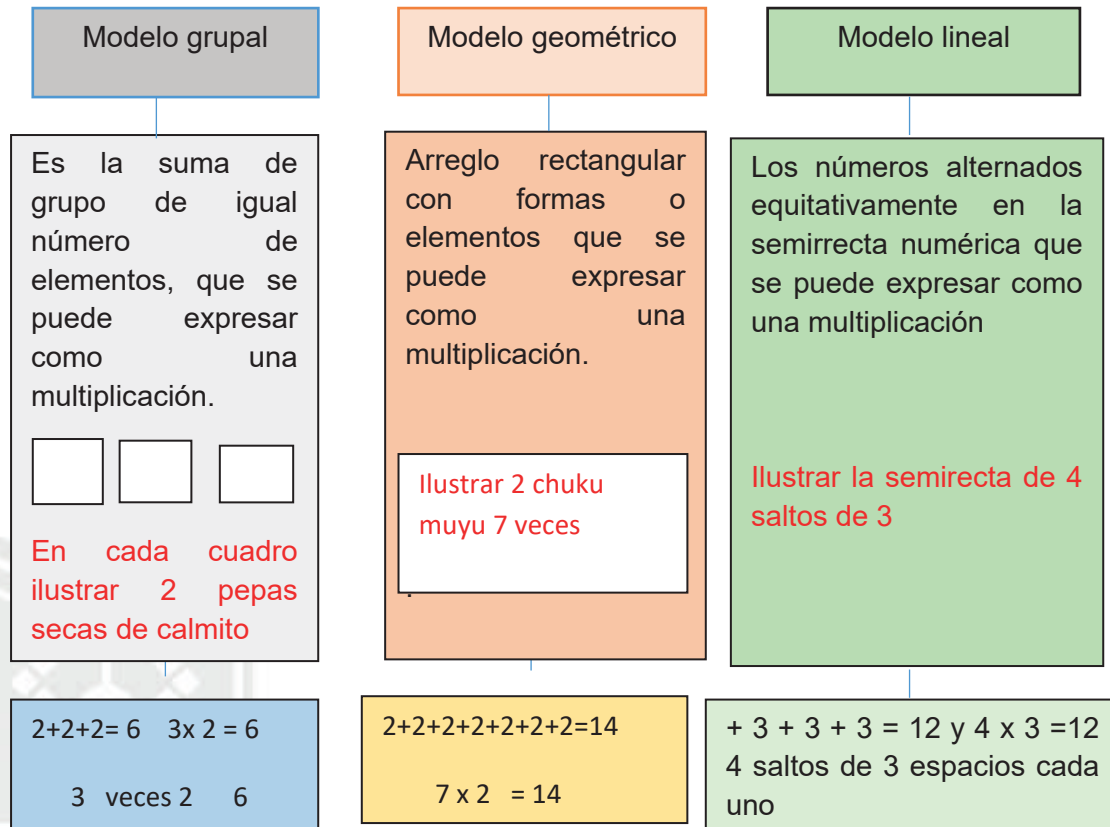 Modelo grupal
Es la suma de
grupo de igual
número de
elementos, que se
puede expresar
como una
multiplicación.
En cada cuadro
ilustrar 2 pepas
secas de calmito
2+2+2= 6 3x 2 = 6
3 veces 2 6
Modelo geométrico
Arreglo rectangular
con formas o
elementos que se
puede expresar
como una
multiplicación.
Ilustrar 2 chuku
muyu 7 veces
.
2+2+2+2+2+2+2=14
7 x 2 = 14
Modelo lineal
Los números alternados
equitativamente en la
semirrecta numérica que
se puede expresar como
una multiplicación
Ilustrar la semirecta de 4
saltos de 3
+ 3 + 3 + 3 = 12 y 4 x 3 =12
4 saltos de 3 espacios cada
uno